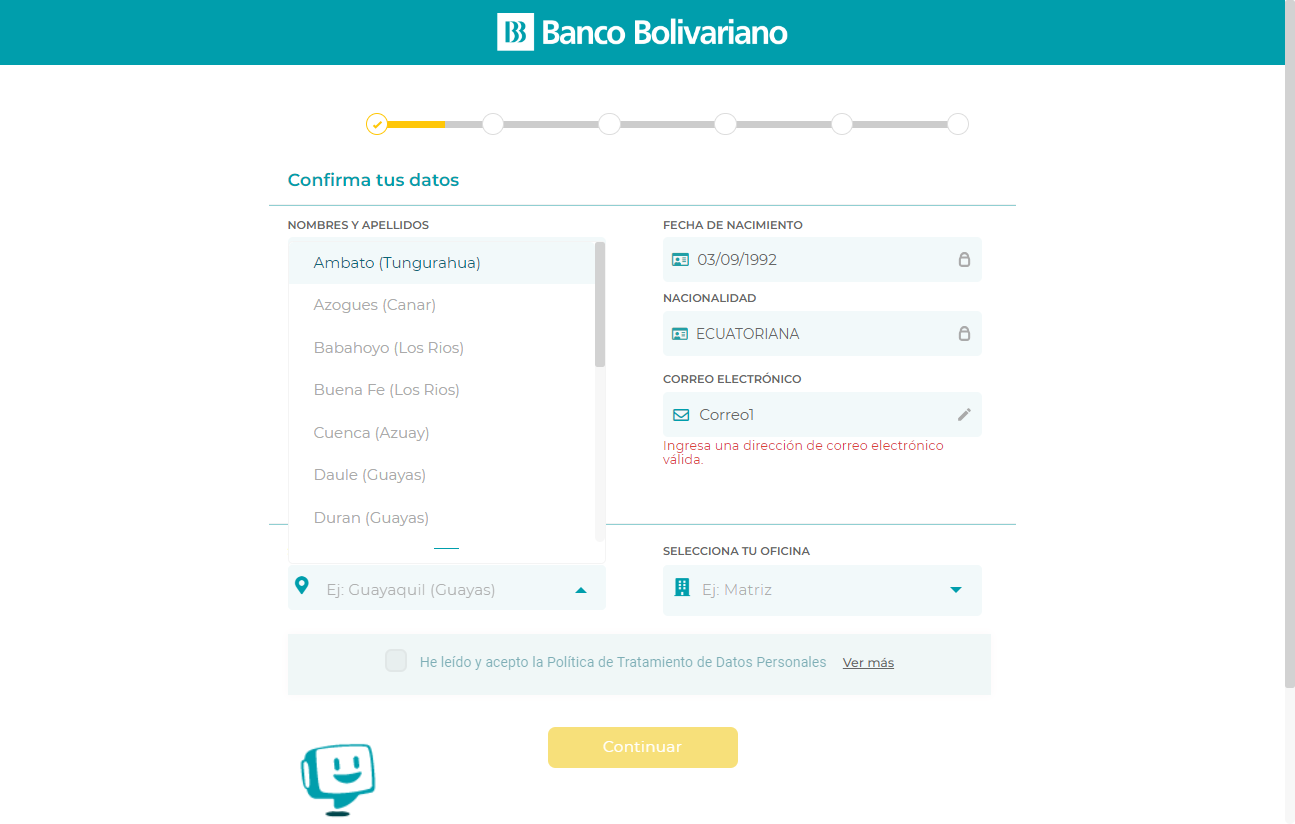 Banco Bolivariano
Confirma tus datos
NOMBRES Y APELLIDOS
Ambato (Tungurahua)
Azogues (Canar)
Babahoyo (Los Rios)
Buena Fe (Los Rios)
Cuenca (Azuay)
Daule (Guayas)
Duran (Guayas)
Ej: Guayaquil (Guayas)
FECHA DE NACIMIENTO
03/09/1992
NACIONALIDAD
ECUATORIANA
CORREO ELECTRÓNICO
Correo1
Ingresa una dirección de correo electrónico
válida.
SELECCIONA TU OFICINA
Ej: Matriz
He leído y acepto la Política de Tratamiento de Datos Personales Ver más
Continuar